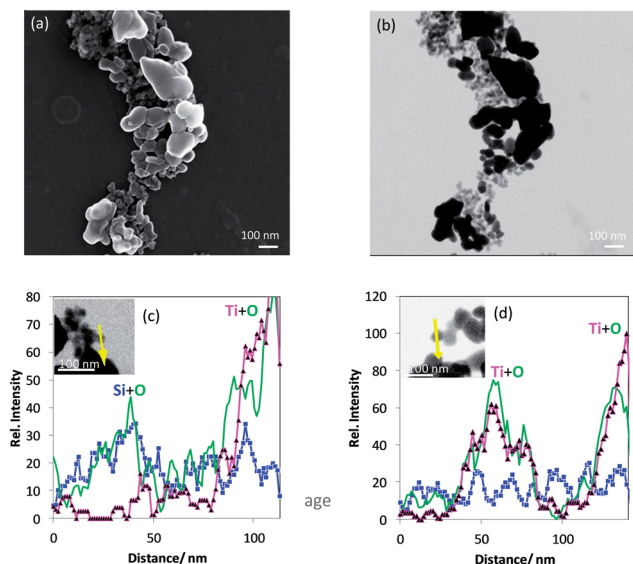 (a)
100 nm
(b)
100 nm
80
70
60
50
40
30
20
10
0
Rel. Intensity
100 nm
(c)
Ti+O
Si+O
0
50
100
Distance/ nm
age
120
100
80
60
40
20
0
Rel. Intensity
100 nm
(d)
Ti+O
Ti+O
0
50
100
Distance/ nm